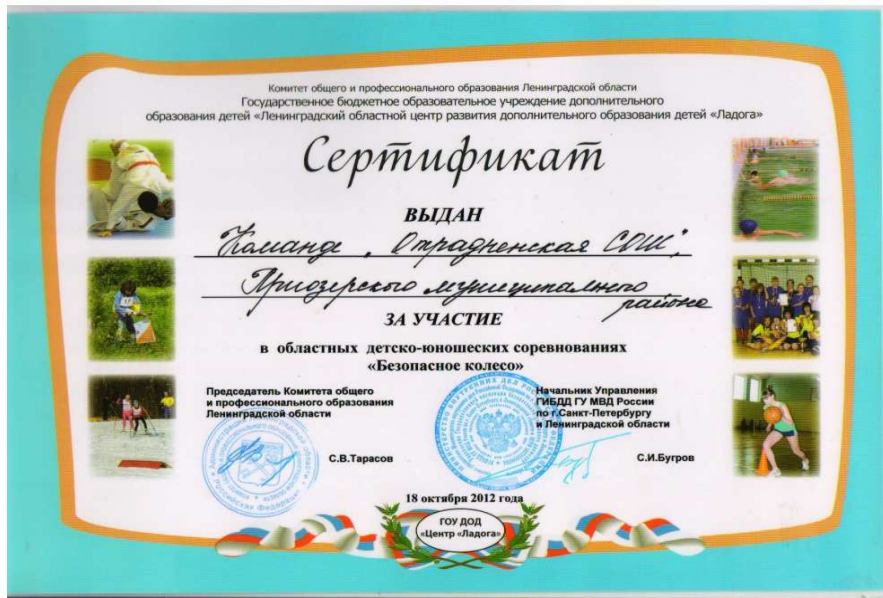 Комитет общего и профессионального образования Ленинградской области
Государственное бюджетное образовательное учреждение дополнительного
образования детей «Ленинградский областной центр развития дополнительного образования детей «Ладога»
Сертификат
ВЫДАН
Команде „Отрадненская СОШ",
Приозерского муниципального
района
ЗА УЧАСТИЕ
в областных детско-юношеских соревнованиях
«Безопасное колесо»
Председатель Комитета общего
и профессионального образования
Ленинградской области
С.В.Тарасов
Начальник Управления
ГИБДД ГУ МВД России
по г.Санкт-Петербургу
и Ленинградской области
С.И.Бугров
18 октября 2012 года
ГОУ ДОД
«Центр «Ладога»